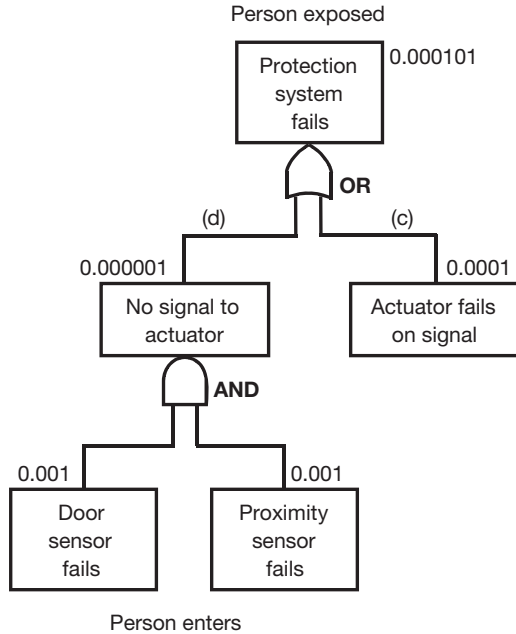 Person exposed
Protection
system
fails
0.000101
OR
(d)
(c)
0.000001
0.0001
No signal to
actuator
Actuator fails
on signal
AND
0.001
0.001
Door
sensor
fails
Proximity
sensor
fails
Person enters